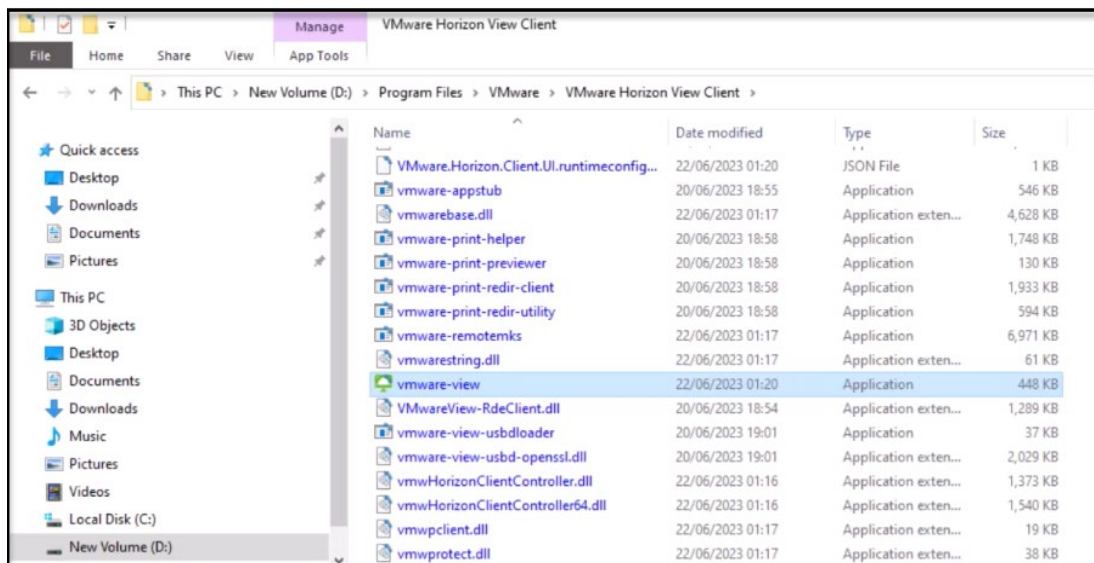 Manage VMware Horizon View Client
File Home Share View App Tools
This PC > New Volume (D:) > Program Files > VMware > VMware Horizon View Client >
Quick access
Desktop
Downloads
Documents
Pictures
This PC
3D Objects
Desktop
Documents
Downloads
Music
Pictures
Videos
Local Disk (C:)
New Volume (D:)
Name Date modified Type Size
VMware.Horizon.Client.UI.runtimeconfig... 22/06/2023 01:20 JSON File 1 KB
vmware-appstub 20/06/2023 18:55 Application 546 KB
vmwarebase.dll 22/06/2023 01:17 Application exten... 4,628 KB
vmware-print-helper 20/06/2023 18:58 Application 1,748 KB
vmware-print-previewer 20/06/2023 18:58 Application 130 KB
vmware-print-redir-client 20/06/2023 18:58 Application 1,933 KB
vmware-print-redir-utility 20/06/2023 18:58 Application 594 KB
vmware-remotemks 22/06/2023 01:17 Application 6,971 KB
vmwarestring.dll 22/06/2023 01:17 Application exten... 61 KB
vmware-view 22/06/2023 01:20 Application 448 KB
VMwareView-RdeClient.dll 20/06/2023 18:54 Application exten... 1,289 KB
vmware-view-usbdloader 20/06/2023 19:01 Application 37 KB
vmware-view-usbd-openssl.dll 20/06/2023 19:01 Application exten... 2,029 KB
vmwHorizonClientController.dll 22/06/2023 01:16 Application exten... 1,373 KB
vmwHorizonClientController64.dll 22/06/2023 01:16 Application exten... 1,540 KB
vmwpclient.dll 22/06/2023 01:17 Application exten... 19 KB
vmwprotect.dll 22/06/2023 01:17 Application exten... 38 KB